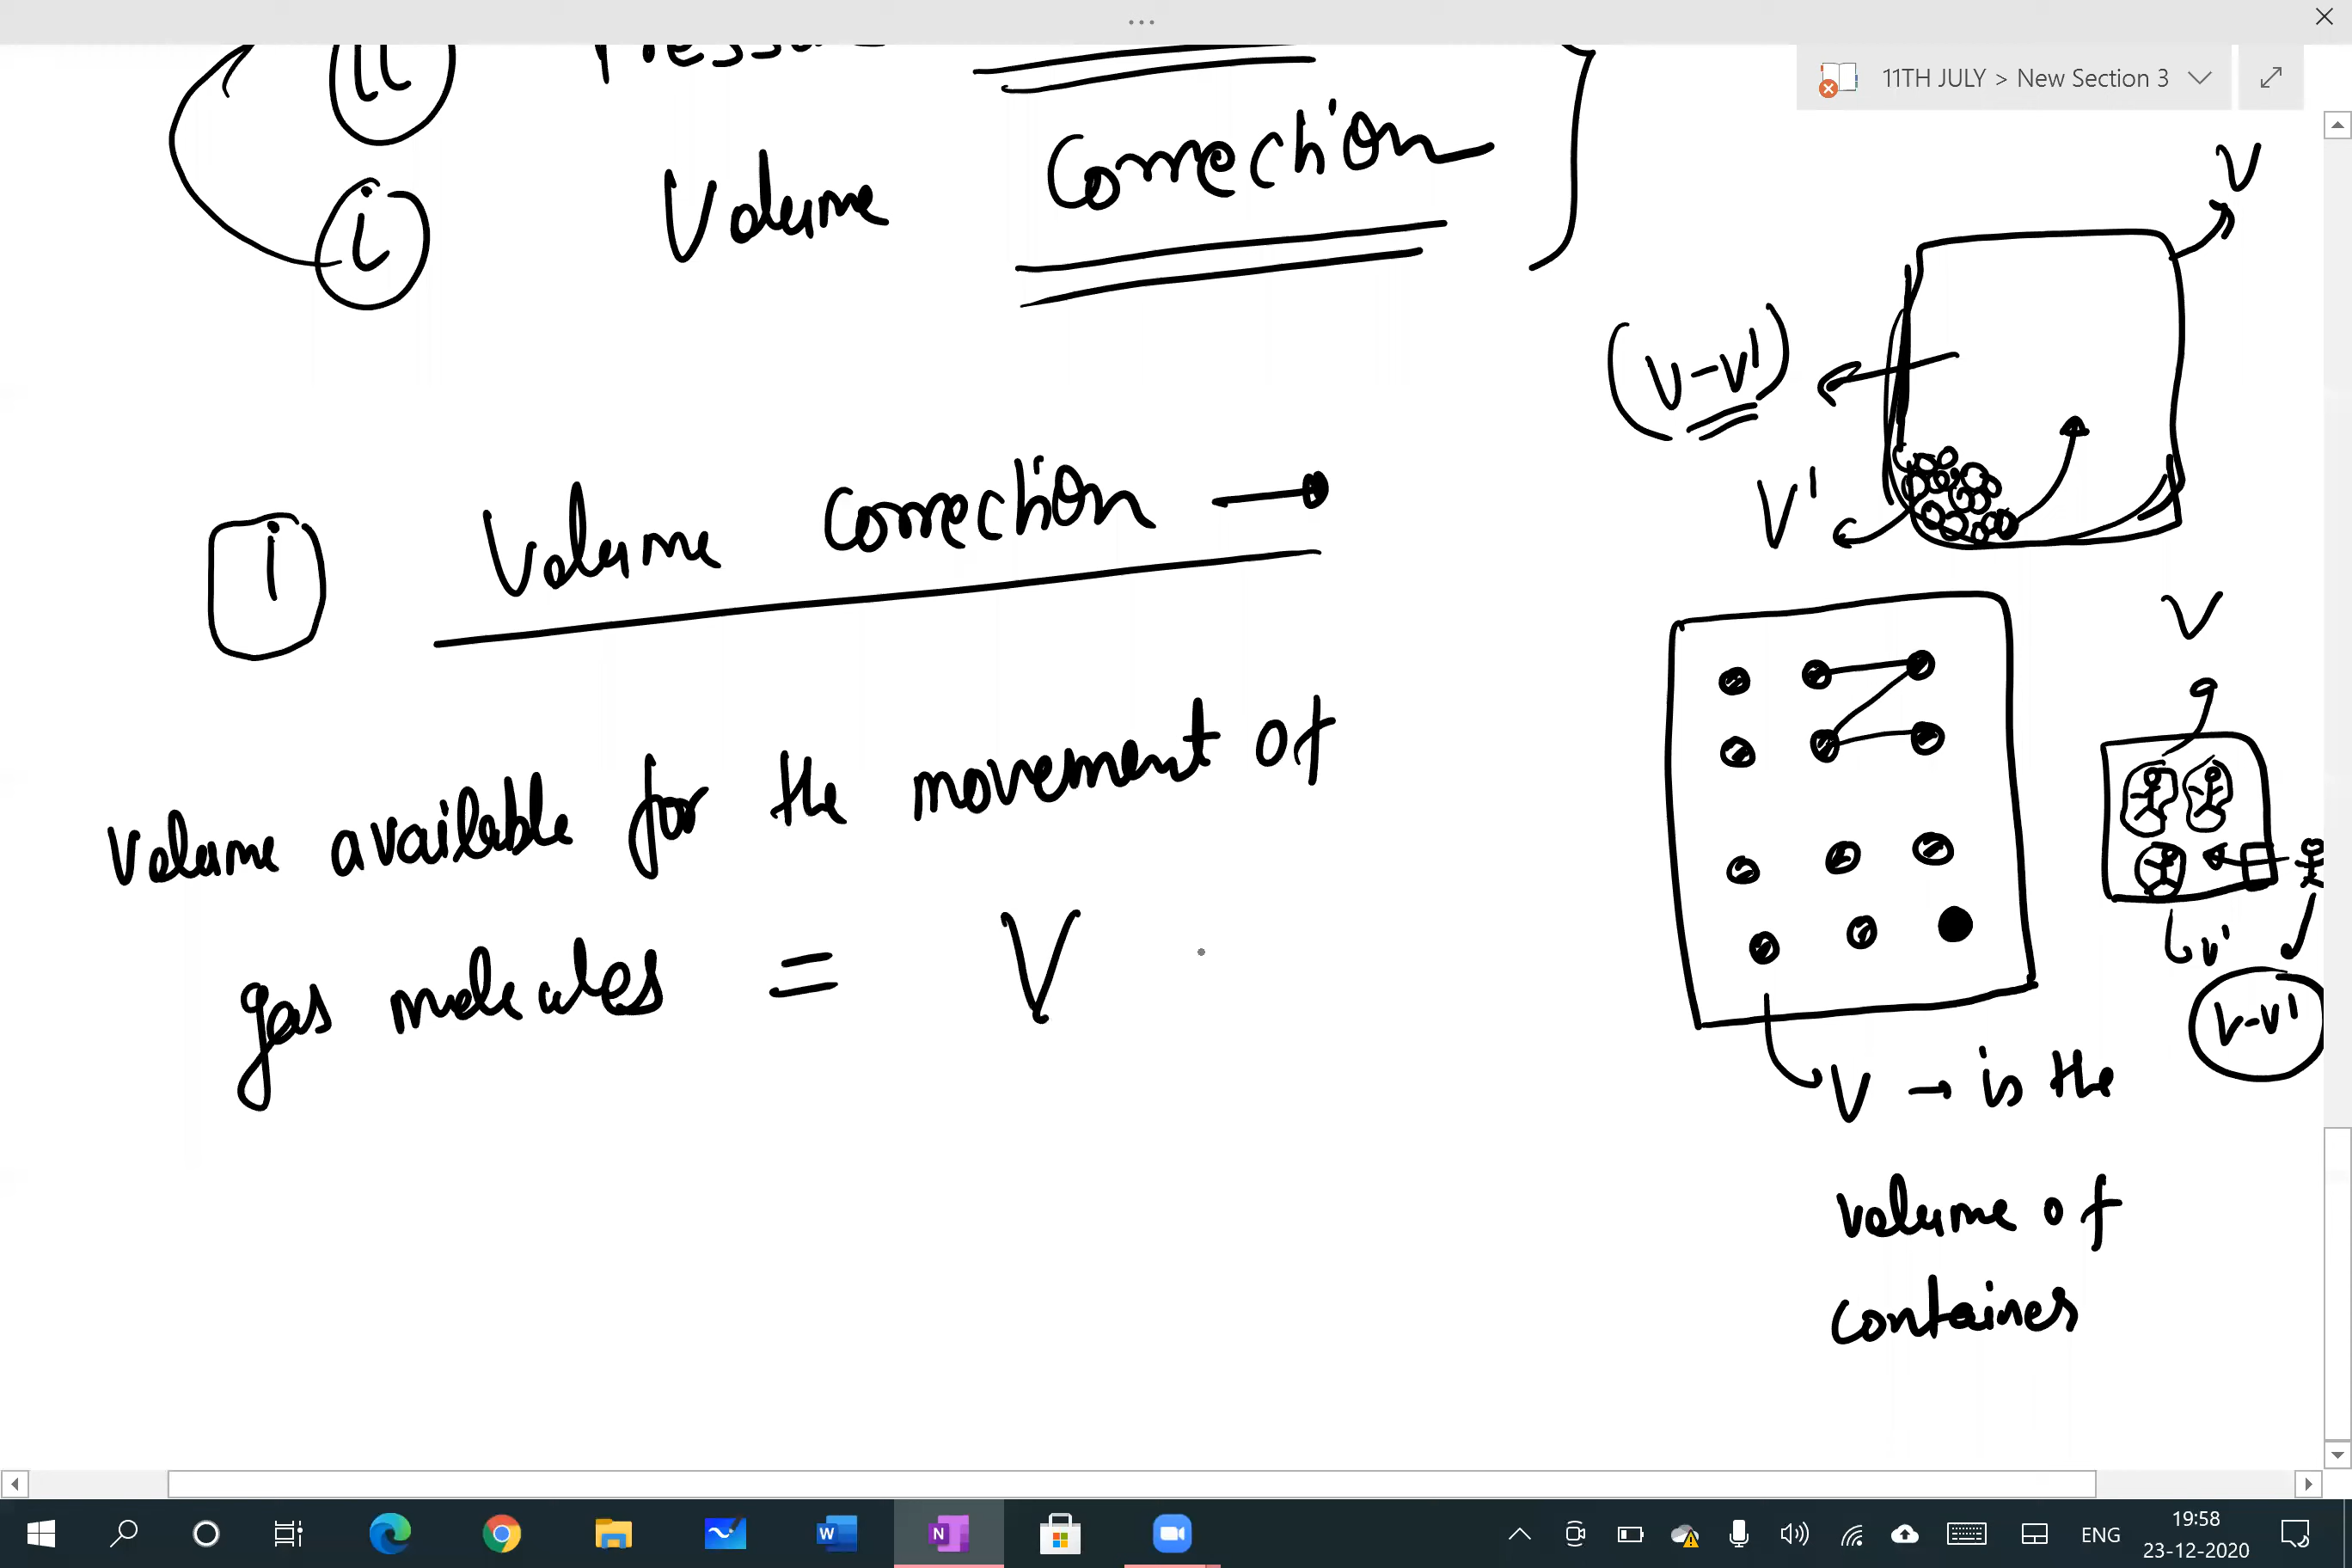 11TH JULY > New Section 3
ii
i Volume Correction
V
(V-V')
V'
i Volume Correction
Volume available for the movement of
gas molecules = V
V
V'
V-V'
V → is the
volume of
container
ENG
19:58
23-12-2020